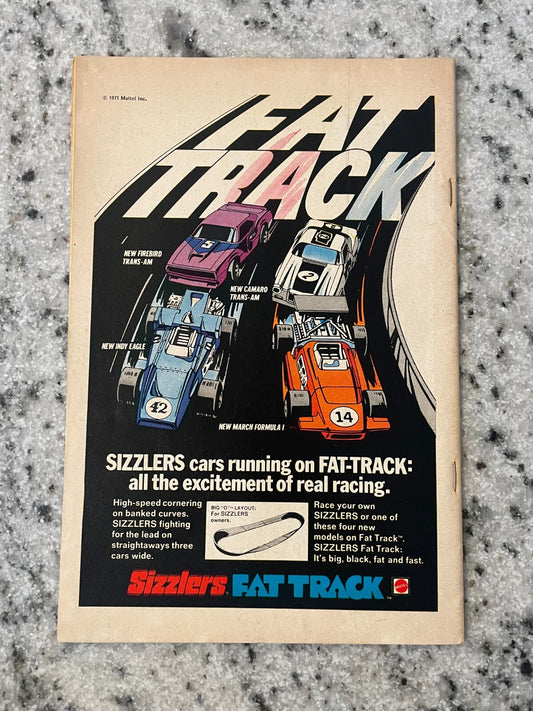 © 1971 Mattel Inc.
FAT
TRACK
NEW FIREBIRD
TRANS-AM
5
2
NEW CAMARO
TRANS-AM
NEW INDY EAGLE
42
14
NEW MARCH FORMULA I
SIZZLERS cars running on FAT-TRACK:
all the excitement of real racing.
High-speed cornering
on banked curves.
SIZZLERS fighting
for the lead on
straightaways three
cars wide.
BIG "O"™ LAYOUT:
For SIZZLERS
owners.
Race your own
SIZZLERS or one of
these four new
models on Fat Track™.
SIZZLERS Fat Track:
It's big, black, fat and fast.
Sizzlers FAT TRACK™